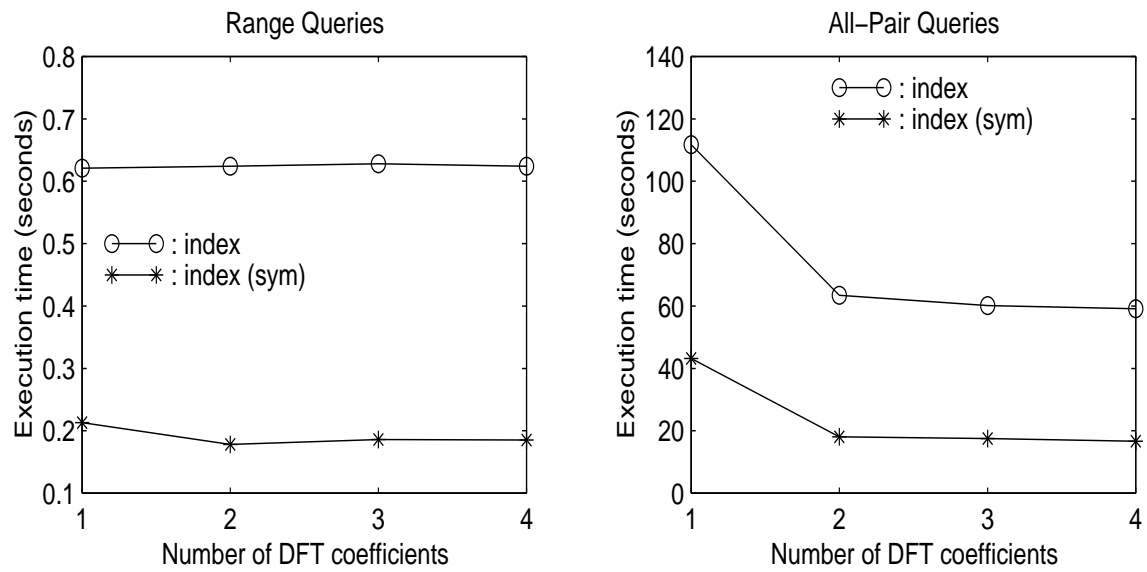 Range Queries
0.8
0.7
0.6
0.5
0.4
0.3
0.2
0.1
Execution time (seconds)
: index
: index (sym)
1 2 3 4
Number of DFT coefficients
All−Pair Queries
140
120
100
80
60
40
20
0
Execution time (seconds)
: index
: index (sym)
1 2 3 4
Number of DFT coefficients